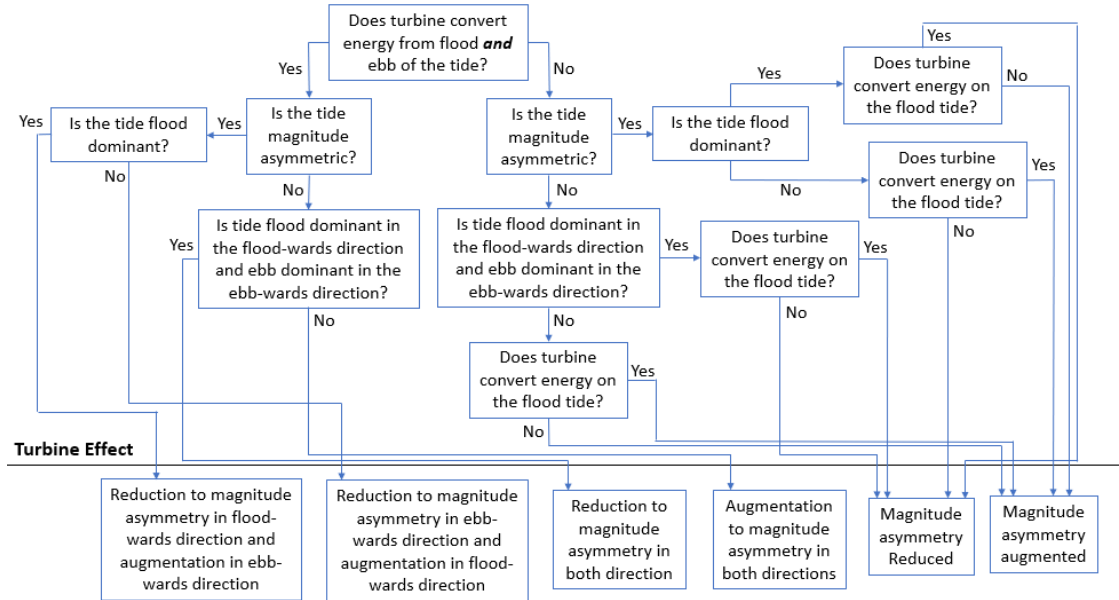 Does turbine convert
energy from flood and
ebb of the tide?
Yes
No
Yes
Does turbine
convert energy on
the flood tide?
Yes
No
Yes
Is the tide flood
dominant?
Yes
Is the tide
magnitude
asymmetric?
Is the tide
magnitude
asymmetric?
Yes
Is the tide flood
dominant?
No
No
No
No
Does turbine
convert energy on
the flood tide?
Yes
No
Yes
Is tide flood dominant in
the flood-wards direction
and ebb dominant in the
ebb-wards direction?
No
Is tide flood dominant in
the flood-wards direction
and ebb dominant in the
ebb-wards direction?
Yes
No
Does turbine
convert energy on
the flood tide?
Yes
No
Does turbine
convert energy on
the flood tide?
Yes
No
Turbine Effect
Reduction to magnitude
asymmetry in flood-
wards direction and
augmentation in ebb-
wards direction
Reduction to magnitude
asymmetry in ebb-
wards direction and
augmentation in flood-
wards direction
Reduction to
magnitude
asymmetry in
both direction
Augmentation
to magnitude
asymmetry in
both directions
Magnitude
asymmetry
Reduced
Magnitude
asymmetry
augmented